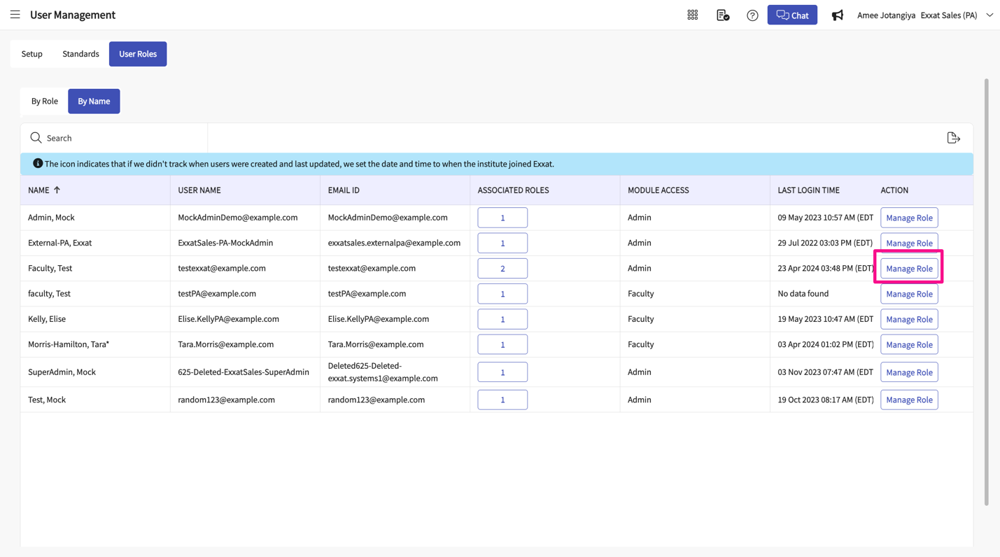 User Management
Chat
Amee Jotangiya Exxat Sales (PA)
Setup Standards User Roles
By Role By Name
Search
The icon indicates that if we didn't track when users were created and last updated, we set the date and time to when the institute joined Exxat.
NAME USER NAME EMAIL ID ASSOCIATED ROLES MODULE ACCESS LAST LOGIN TIME ACTION
Admin, Mock MockAdminDemo@example.com MockAdminDemo@example.com 1 Admin 09 May 2023 10:57 AM (EDT Manage Role
External-PA, Exxat ExxatSales-PA-MockAdmin exxatsales.externalpa@example.com 1 Admin 29 Jul 2022 03:03 PM (EDT) Manage Role
Faculty, Test testexxat@example.com testexxat@example.com 2 Admin 23 Apr 2024 03:48 PM (EDT) Manage Role
faculty, Test testPA@example.com testPA@example.com 1 Faculty No data found Manage Role
Kelly, Elise Elise.KellyPA@example.com Elise.KellyPA@example.com 1 Faculty 19 May 2023 10:47 AM (EDT Manage Role
Morris-Hamilton, Tara* Tara.Morris@example.com Tara.Morris@example.com 1 Faculty 03 Apr 2024 01:02 PM (EDT) Manage Role
SuperAdmin, Mock 625-Deleted-ExxatSales-SuperAdmin Deleted625-Deleted-
exxat.systems1@example.com 1 Admin 03 Nov 2023 07:47 AM (EDT Manage Role
Test, Mock random123@example.com random123@example.com 1 Admin 19 Oct 2023 08:17 AM (EDT) Manage Role